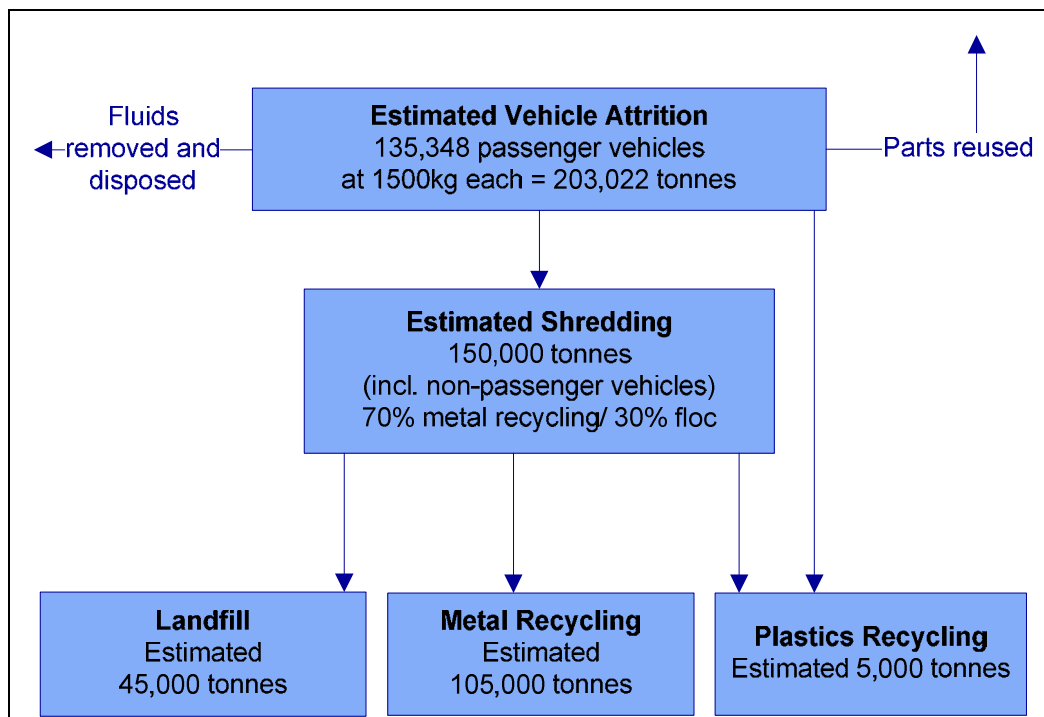 Fluids
removed and
disposed
Estimated Vehicle Attrition
135,348 passenger vehicles
at 1500kg each = 203,022 tonnes
Parts reused
Estimated Shredding
150,000 tonnes
(incl. non-passenger vehicles)
70% metal recycling/ 30% floc
Landfill
Estimated
45,000 tonnes
Metal Recycling
Estimated
105,000 tonnes
Plastics Recycling
Estimated 5,000 tonnes